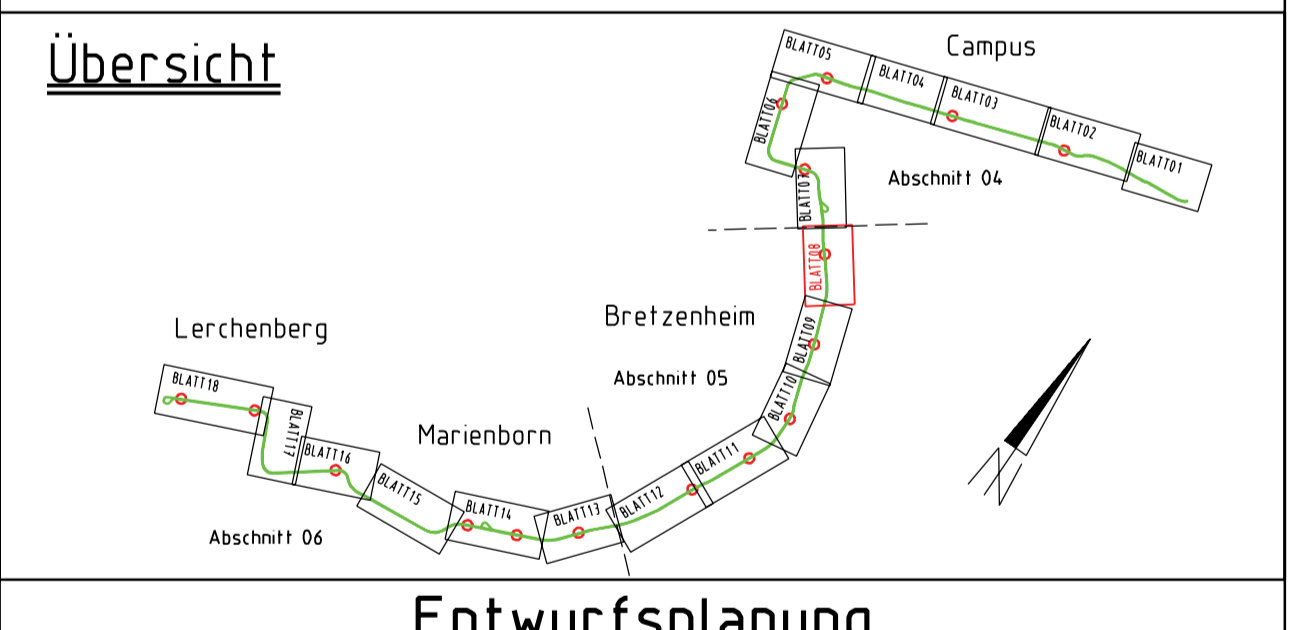 Übersicht
Campus
BLATT05
BLATT04
BLATT03
BLATT02
BLATT01
BLATT06
Abschnitt 04
BLATT07
BLATT08
Bretzenheim
BLATT09
Abschnitt 05
BLATT10
Lerchenberg
BLATT18
BLATT17
BLATT16
Marienborn
BLATT15
BLATT14
BLATT13
BLATT12
BLATT11
Abschnitt 06
N
Entwurfsplanung